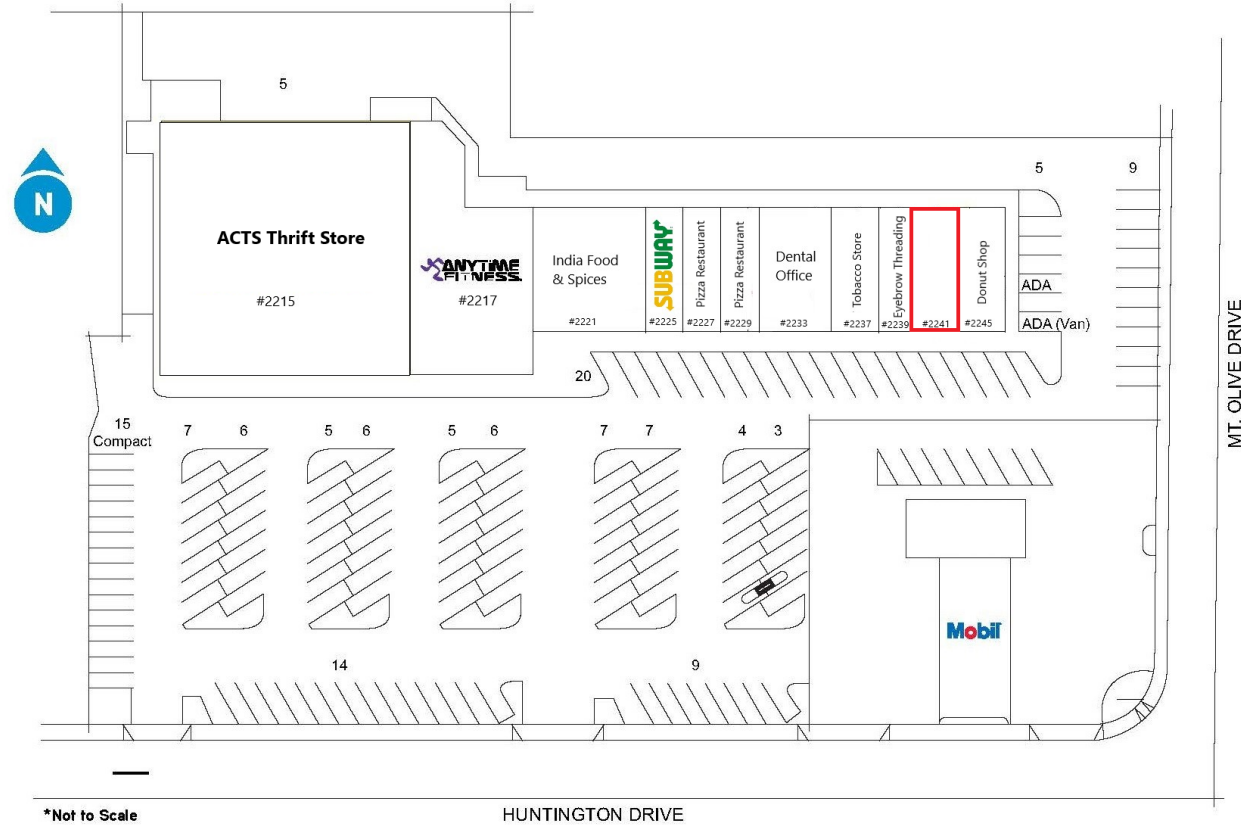 5
N
5
9
ACTS Thrift Store
#2215
ANYTIME
FITNESS.
#2217
India Food
& Spices
#2221
SUBWAY
#2225
Pizza Restaurant
#2227
Pizza Restaurant
#2229
Dental
Office
#2233
Tobacco Store
#2237
Eyebrow Threading
#2239
#2241
Donut Shop
#2245
ADA
ADA (Van)
MT. OLIVE DRIVE
20
15
Compact
7
6
5
6
5
6
7
7
4
3
Mobil
14
9
*Not to Scale
HUNTINGTON DRIVE